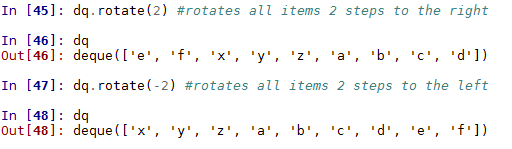 In [45]: dq.rotate(2) #rotates all items 2 steps to the right
In [46]: dq
Out[46]: deque(['e', 'f', 'x', 'y', 'z', 'a', 'b', 'c', 'd'])
In [47]: dq.rotate(-2) #rotates all items 2 steps to the left
In [48]: dq
Out[48]: deque(['x', 'y', 'z', 'a', 'b', 'c', 'd', 'e', 'f'])